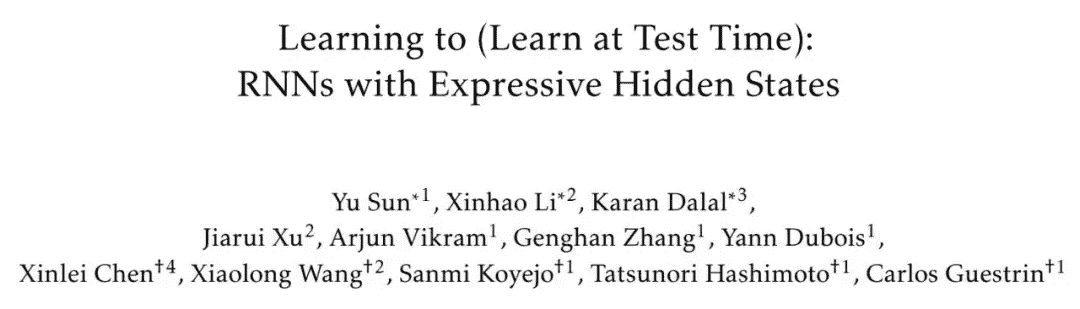 Learning to (Learn at Test Time):
RNNs with Expressive Hidden States
Yu Sun*1, Xinhao Li*2, Karan Dalal*3,
Jiarui Xu2, Arjun Vikram1, Genghan Zhang1, Yann Dubois1,
Xinlei Chen†4, Xiaolong Wang†2, Sanmi Koyejo†1, Tatsunori Hashimoto†1, Carlos Guestrin†1